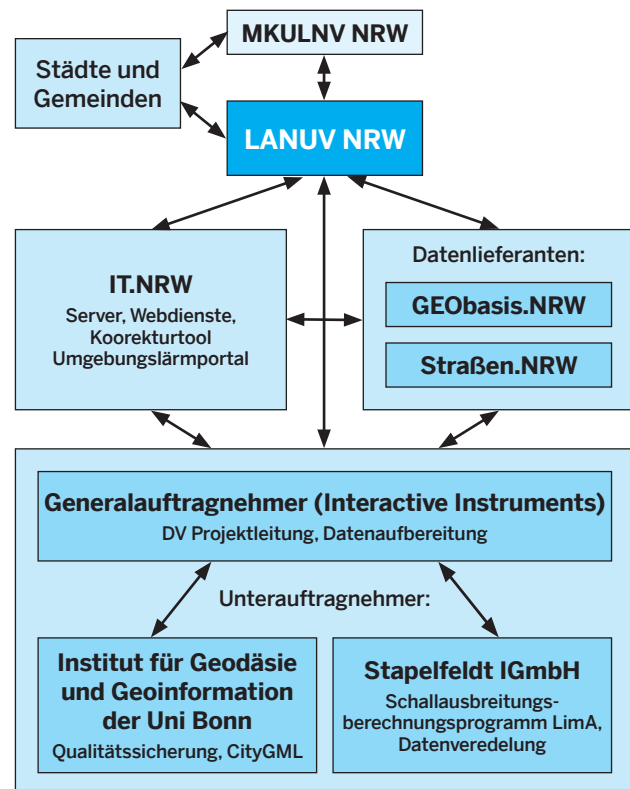 MKULNV NRW
Städte und
Gemeinden
LANUV NRW
IT.NRW
Server, Webdienste,
Koorekturtool
Umgebungslärmportal
Datenlieferanten:
GEObasis.NRW
Straßen.NRW
Generalauftragnehmer (Interactive Instruments)
DV Projektleitung, Datenaufbereitung
Unterauftragnehmer:
Institut für Geodäsie
und Geoinformation
der Uni Bonn
Qualitätssicherung, CityGML
Stapelfeldt IGmbH
Schallausbreitungs-
berechnungsprogramm LimA,
Datenveredelung